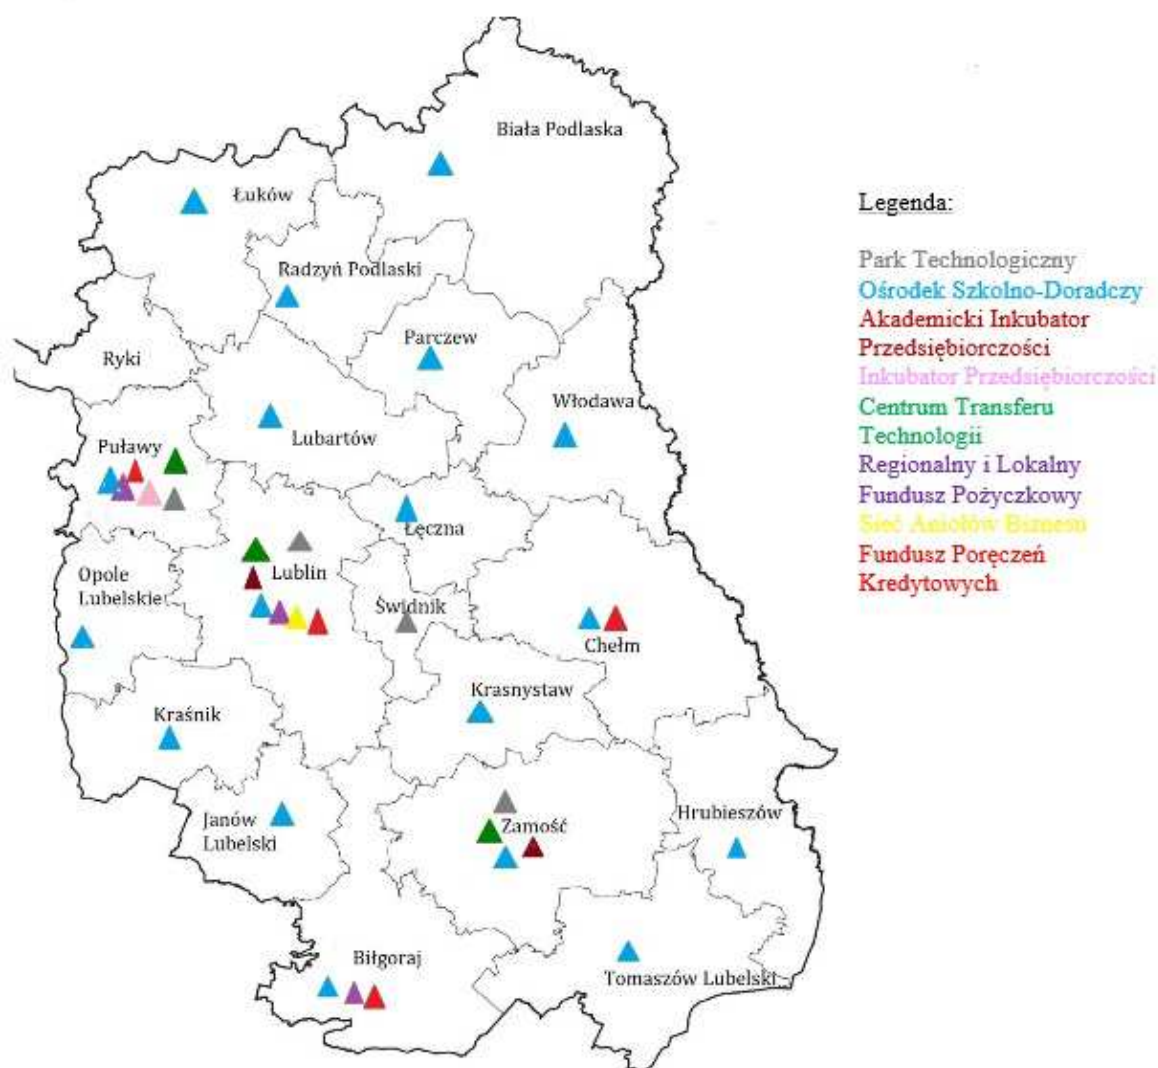 Biała Podlaska
Łuków
Radzyń Podlaski
Parczew
Ryki
Włodawa
Lubartów
Puławy
Łęczna
Lublin
Opole
Lubelskie
Świdnik
Chełm
Krasnystaw
Kraśnik
Janów
Lubelski
Zamość
Hrubieszów
Biłgoraj
Tomaszów Lubelski
Legenda:
Park Technologiczny
Ośrodek Szkolno-Doradczy
Akademicki Inkubator
Przedsiębiorczości
Inkubator Przedsiębiorczości
Centrum Transferu
Technologii
Regionalny i Lokalny
Fundusz Pożyczkowy
Sieć Aniołów Biznesu
Fundusz Poręczeń
Kredytowych